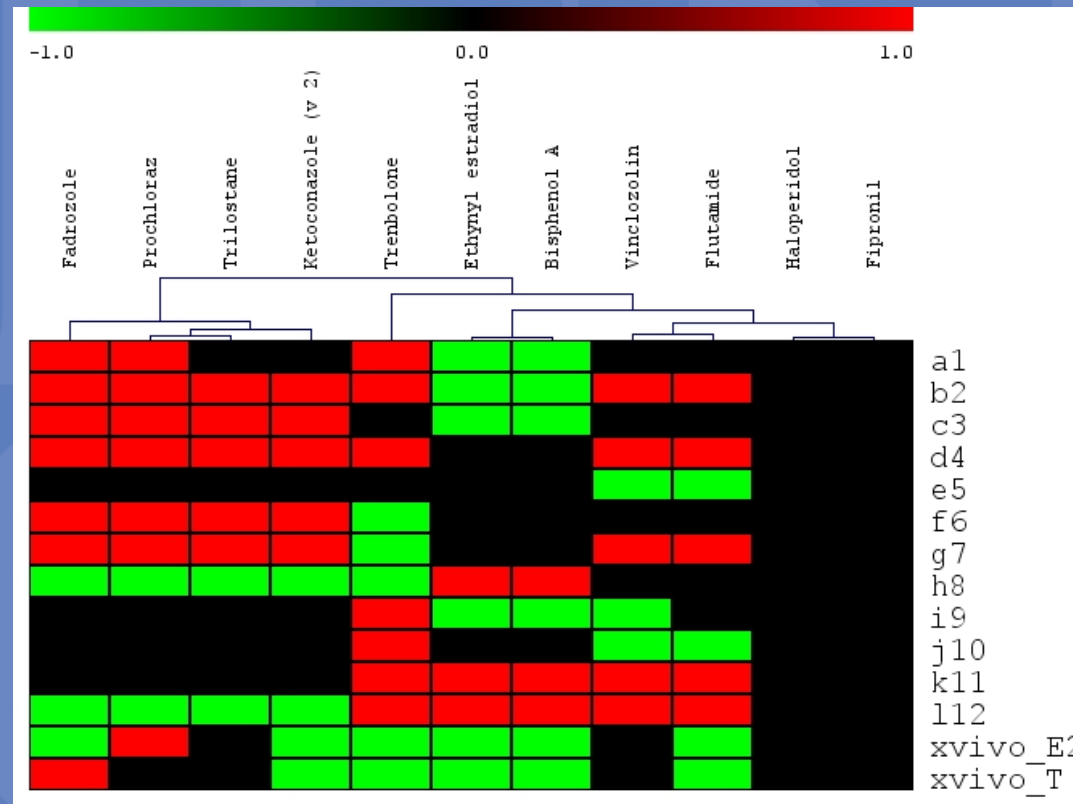 -1.0 0.0 1.0
Fadrozole
Prochloraz
Trilostane
Ketoconazole (v 2)
Trenbolone
Ethynyl estradiol
Bisphenol A
Vinclozolin
Flutamide
Haloperidol
Fipronil
a1
b2
c3
d4
e5
f6
g7
h8
i9
j10
k11
l12
xvivo_E2
xvivo_T